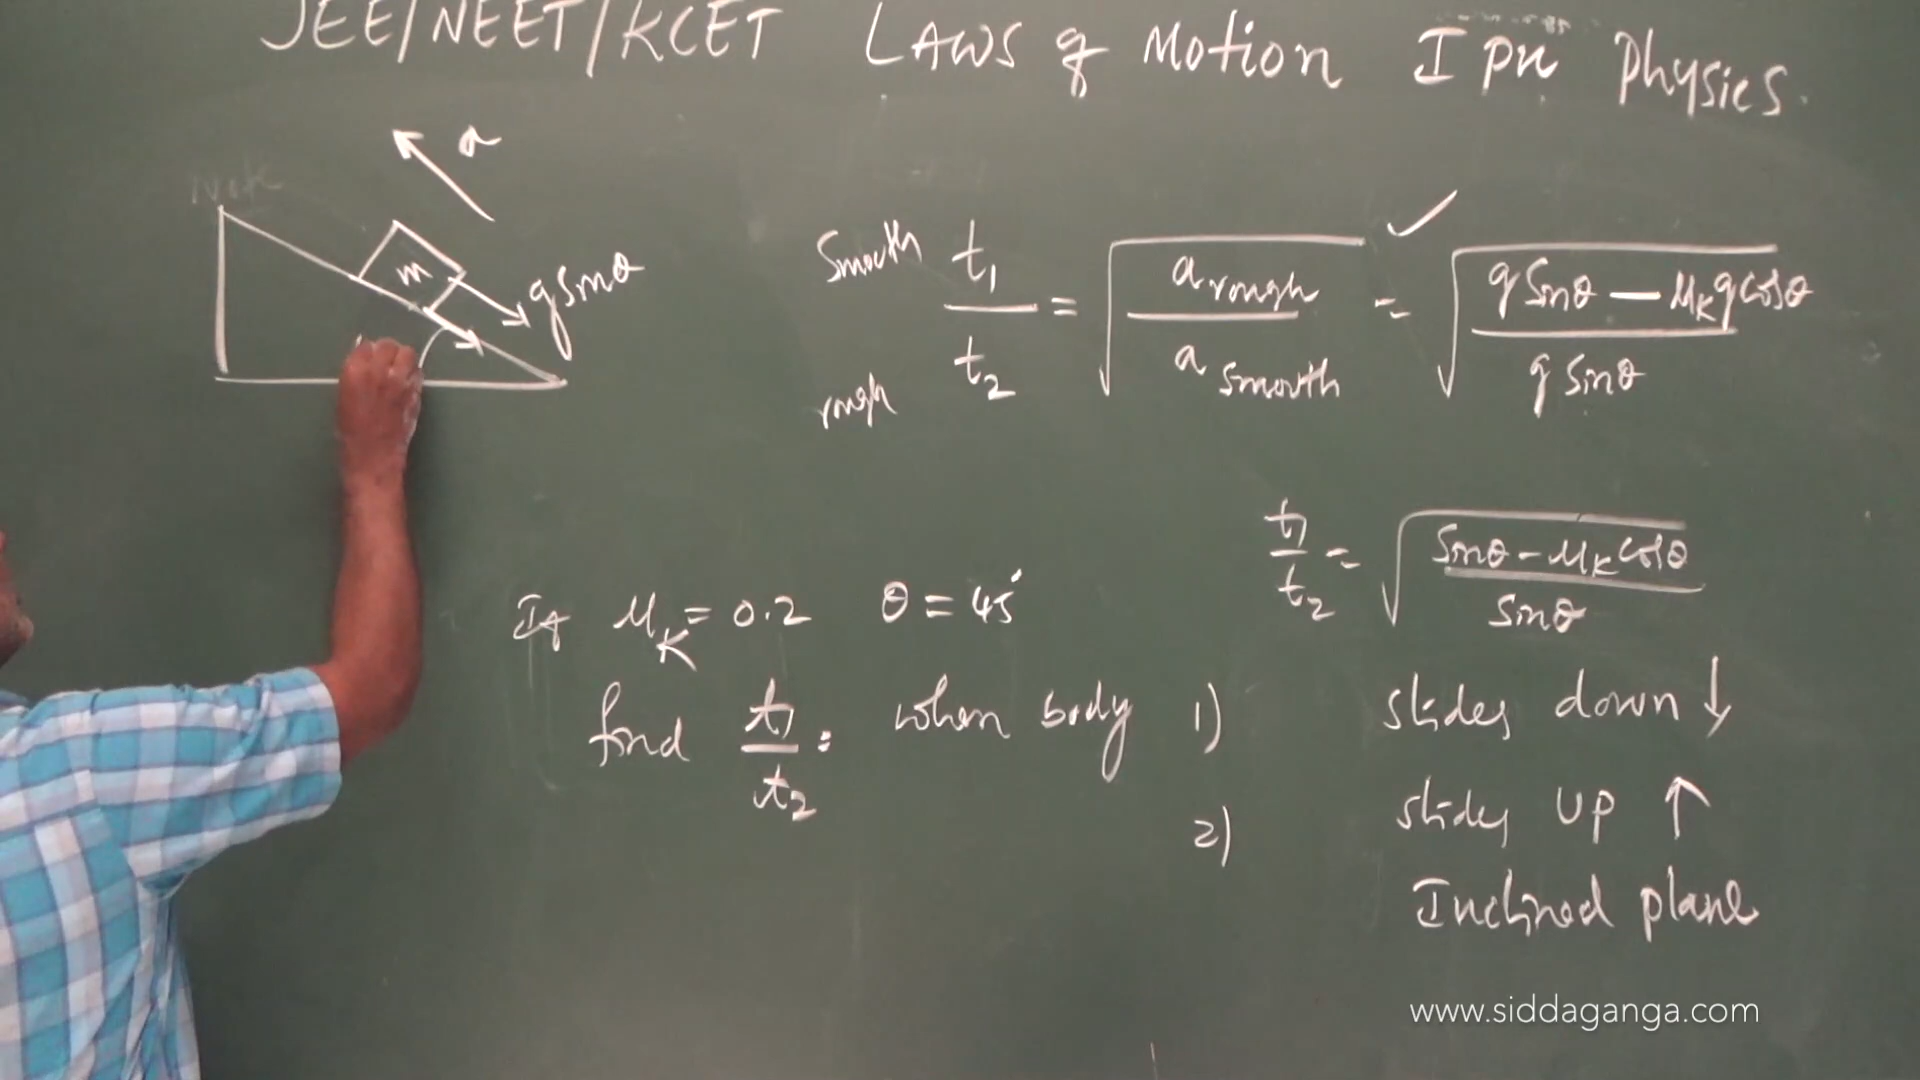 JEE/NEET/KCET LAWS of Motion I PU Physics.
a
m
g sinθ
Smooth t₁ / t₂ rough = √(a rough / a smooth) ✓ = √((g sinθ − μₖ g cosθ) / (g sinθ))
t₁/t₂ = √((sinθ − μₖ cosθ) / sinθ)
If μₖ = 0.2 θ = 45°
find t₁/t₂ : when body 1) slides down ↓
2) slides up ↑
Inclined plane
www.siddaganga.com